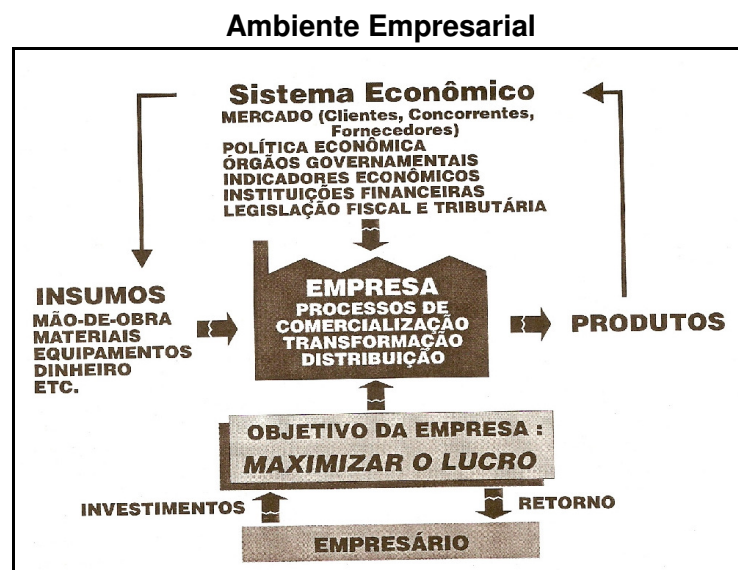 Ambiente Empresarial
Sistema Econômico
MERCADO (Clientes, Concorrentes,
Fornecedores)
POLÍTICA ECONÔMICA
ÓRGÃOS GOVERNAMENTAIS
INDICADORES ECONÔMICOS
INSTITUIÇÕES FINANCEIRAS
LEGISLAÇÃO FISCAL E TRIBUTÁRIA
INSUMOS
MÃO-DE-OBRA
MATERIAIS
EQUIPAMENTOS
DINHEIRO
ETC.
EMPRESA
PROCESSOS DE
COMERCIALIZAÇÃO
TRANSFORMAÇÃO
DISTRIBUIÇÃO
PRODUTOS
OBJETIVO DA EMPRESA :
MAXIMIZAR O LUCRO
INVESTIMENTOS
RETORNO
EMPRESÁRIO